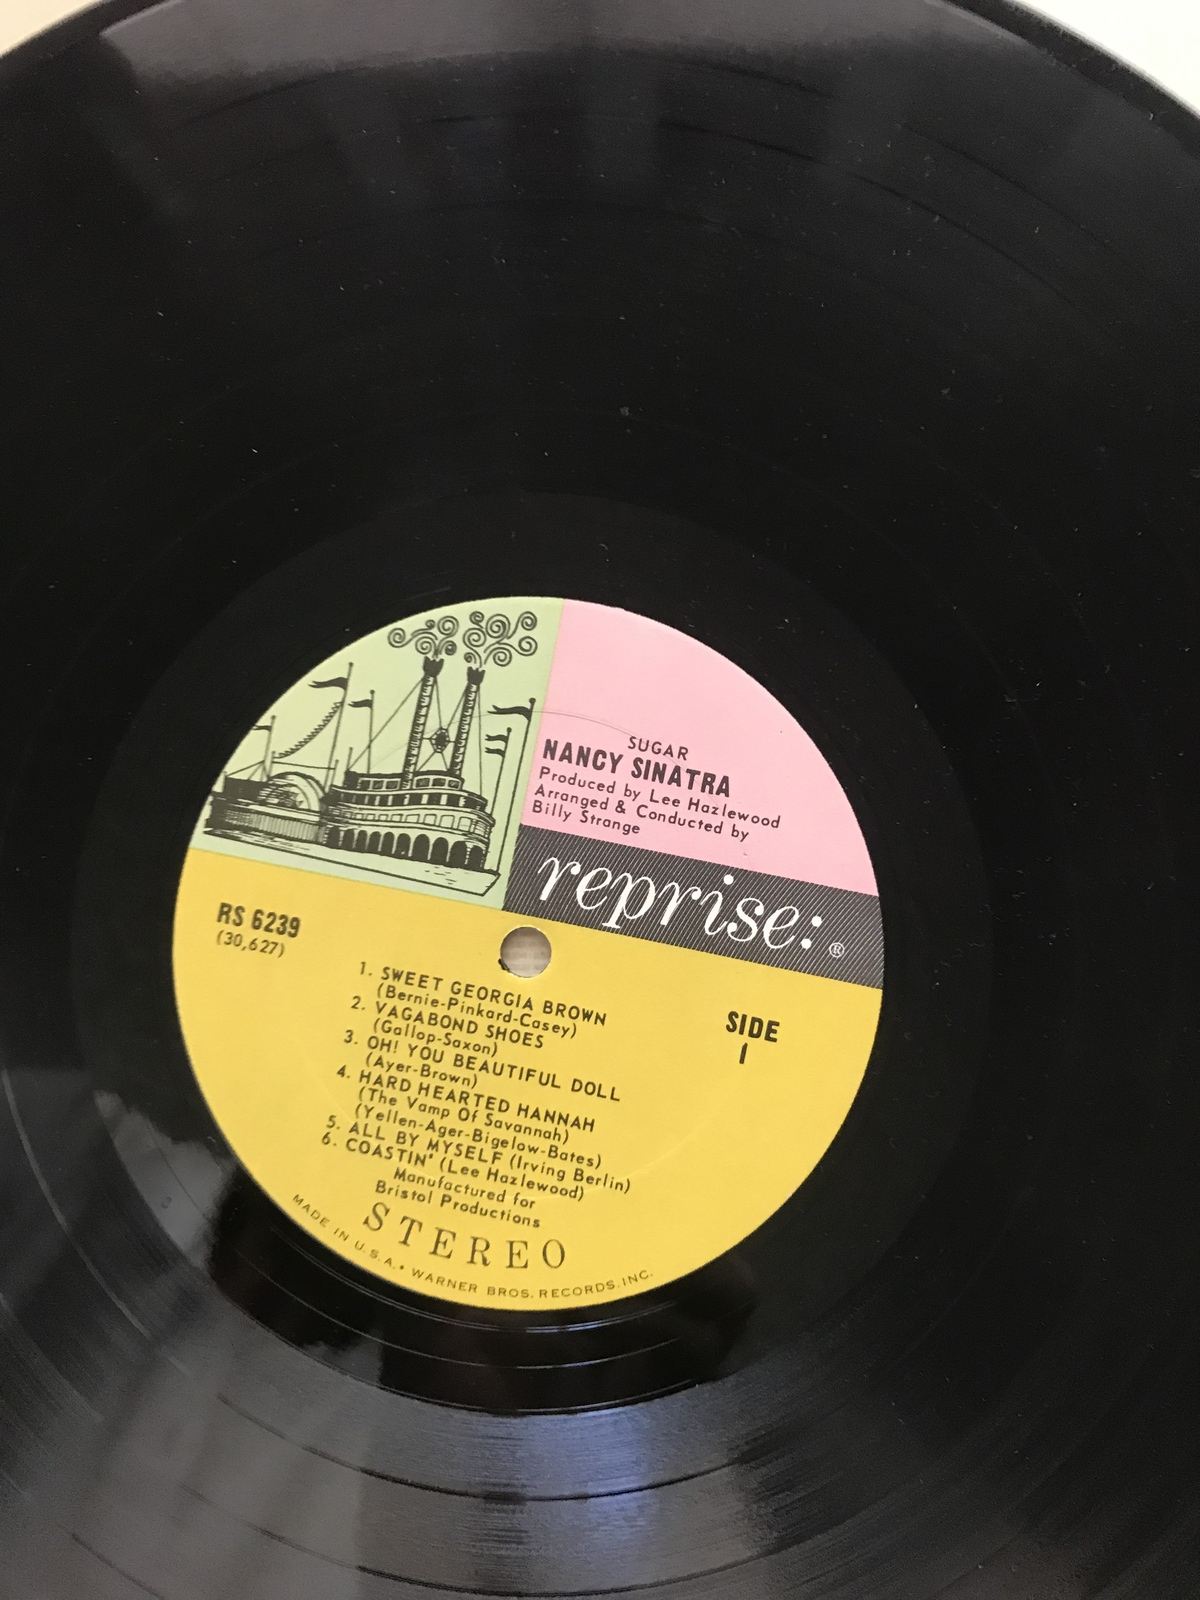 SUGAR
NANCY SINATRA
Produced by Lee Hazlewood
Arranged & Conducted by
Billy Strange
reprise: ®
RS 6239
(30,627)
SIDE
1
1. SWEET GEORGIA BROWN
(Bernie-Pinkard-Casey)
2. VAGABOND SHOES
(Gallop-Saxon)
3. OH! YOU BEAUTIFUL DOLL
(Ayer-Brown)
4. HARD HEARTED HANNAH
(The Vamp Of Savannah)
(Yellen-Ager-Bigelow-Bates)
5. ALL BY MYSELF (Irving Berlin)
6. COASTIN' (Lee Hazlewood)
Manufactured for
Bristol Productions
STEREO
MADE IN U.S.A. • WARNER BROS. RECORDS, INC.